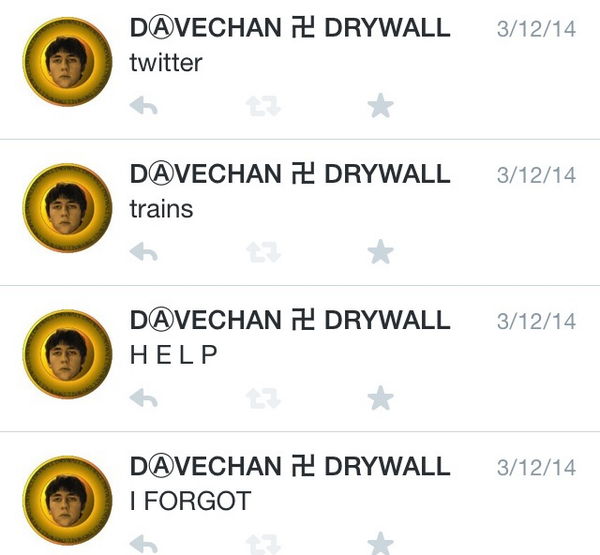 DⒶVECHAN 卍 DRYWALL 3/12/14
twitter
DⒶVECHAN 卍 DRYWALL 3/12/14
trains
DⒶVECHAN 卍 DRYWALL 3/12/14
H E L P
DⒶVECHAN 卍 DRYWALL 3/12/14
I FORGOT